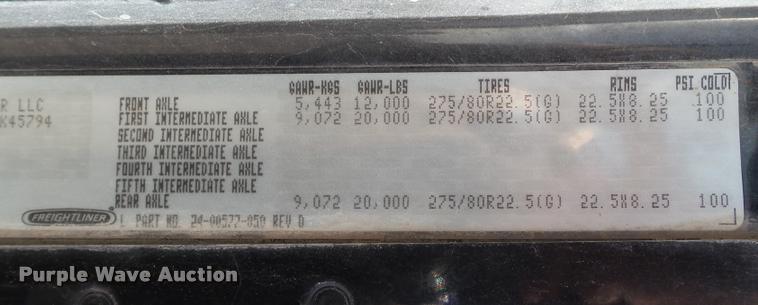 GAWR-KGS GAWR-LBS TIRES RIMS PSI COLD
R LLC FRONT AXLE 5,443 12,000 275/80R22.5(G) 22.5X8.25 100
K45794 FIRST INTERMEDIATE AXLE 9,072 20,000 275/80R22.5(G) 22.5X8.25 100
SECOND INTERMEDIATE AXLE
THIRD INTERMEDIATE AXLE
FOURTH INTERMEDIATE AXLE
FIFTH INTERMEDIATE AXLE
REAR AXLE 9,072 20,000 275/80R22.5(G) 22.5X8.25 100
FREIGHTLINER L PART NO. 24-00577-050 REV D
Purple Wave Auction